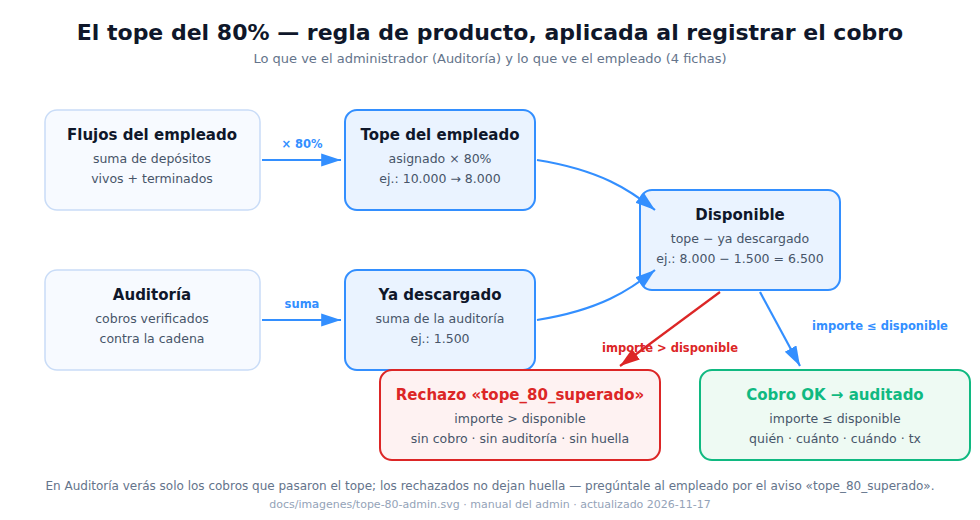 El tope del 80% — regla de producto, aplicada al registrar el cobro
Lo que ve el administrador (Auditoría) y lo que ve el empleado (4 fichas)
Flujos del empleado
suma de depósitos
vivos + terminados
× 80%
Tope del empleado
asignado × 80%
ej.: 10.000 → 8.000
Disponible
tope − ya descargado
ej.: 8.000 − 1.500 = 6.500
Auditoría
cobros verificados
contra la cadena
suma
Ya descargado
suma de la auditoría
ej.: 1.500
importe > disponible
importe ≤ disponible
Rechazo «tope_80_superado»
importe > disponible
sin cobro · sin auditoría · sin huella
Cobro OK → auditado
importe ≤ disponible
quién · cuánto · cuándo · tx
En Auditoría verás solo los cobros que pasaron el tope; los rechazados no dejan huella — pregúntale al empleado por el aviso «tope_80_superado».
docs/imagenes/tope-80-admin.svg · manual del admin · actualizado 2026-11-17